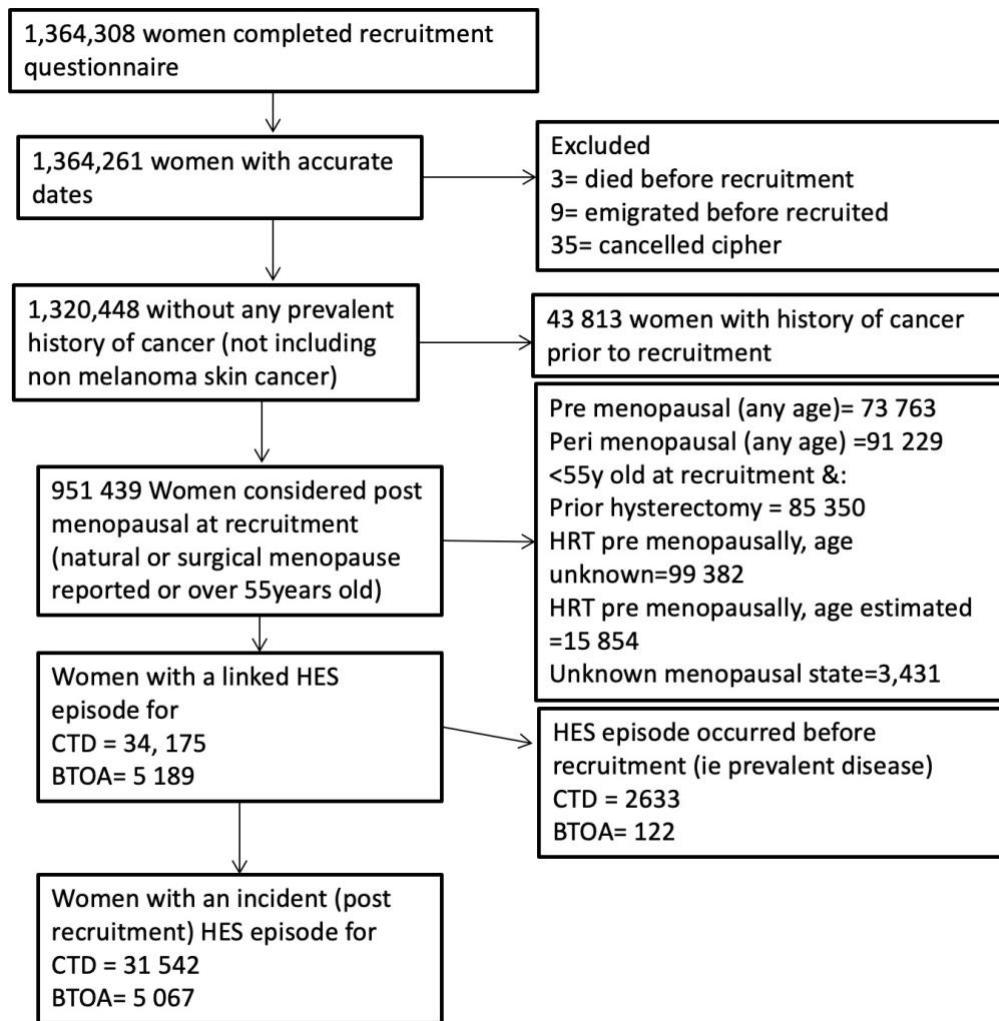 1,364,308 women completed recruitment
questionnaire
1,364,261 women with accurate
dates
Excluded
3= died before recruitment
9= emigrated before recruited
35= cancelled cipher
1,320,448 without any prevalent
history of cancer (not including
non melanoma skin cancer)
43 813 women with history of cancer
prior to recruitment
951 439 Women considered post
menopausal at recruitment
(natural or surgical menopause
reported or over 55years old)
Pre menopausal (any age)= 73 763
Peri menopausal (any age) =91 229
<55y old at recruitment &:
Prior hysterectomy = 85 350
HRT pre menopausally, age
unknown=99 382
HRT pre menopausally, age estimated
=15 854
Unknown menopausal state=3,431
Women with a linked HES
episode for
CTD = 34, 175
BTOA= 5 189
HES episode occurred before
recruitment (ie prevalent disease)
CTD = 2633
BTOA= 122
Women with an incident (post
recruitment) HES episode for
CTD = 31 542
BTOA= 5 067